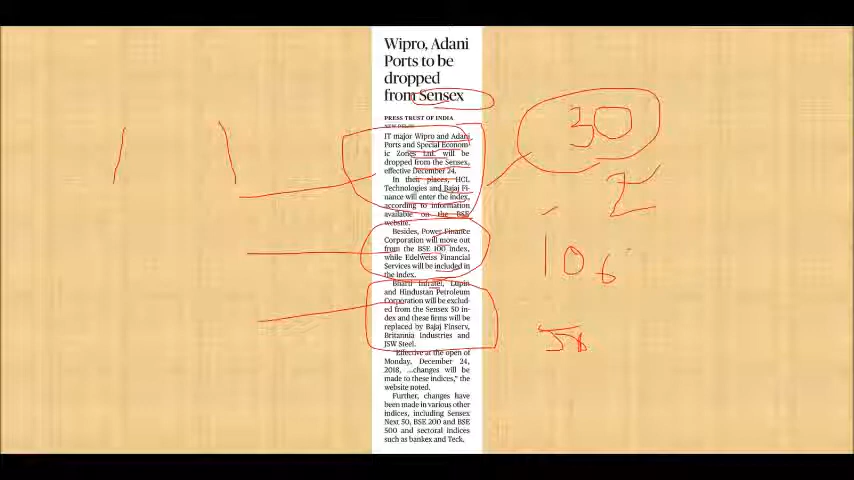 Wipro, Adani
Ports to be
dropped
from Sensex
PRESS TRUST OF INDIA
NEW DELHI
IT major Wipro and Adani
Ports and Special Econom-
ic Zones Ltd. will be
dropped from the Sensex,
effective December 24.
In their places, HCL
Technologies and Bajaj Fi-
nance will enter the index,
according to information
available on the BSE
website.
Besides, Power Finance
Corporation will move out
from the BSE 100 index,
while Edelweiss Financial
Services will be included in
the index.
Bharti Infratel, Lupin
and Hindustan Petroleum
Corporation will be exclud-
ed from the Sensex 50 in-
dex and these firms will be
replaced by Bajaj Finserv,
Britannia Industries and
JSW Steel.
"Effective at the open of
Monday, December 24,
2018, ...changes will be
made to these indices," the
website noted.
Further, changes have
been made in various other
indices, including Sensex
Next 50, BSE 200 and BSE
500 and sectoral indices
such as bankex and Teck.
30
2